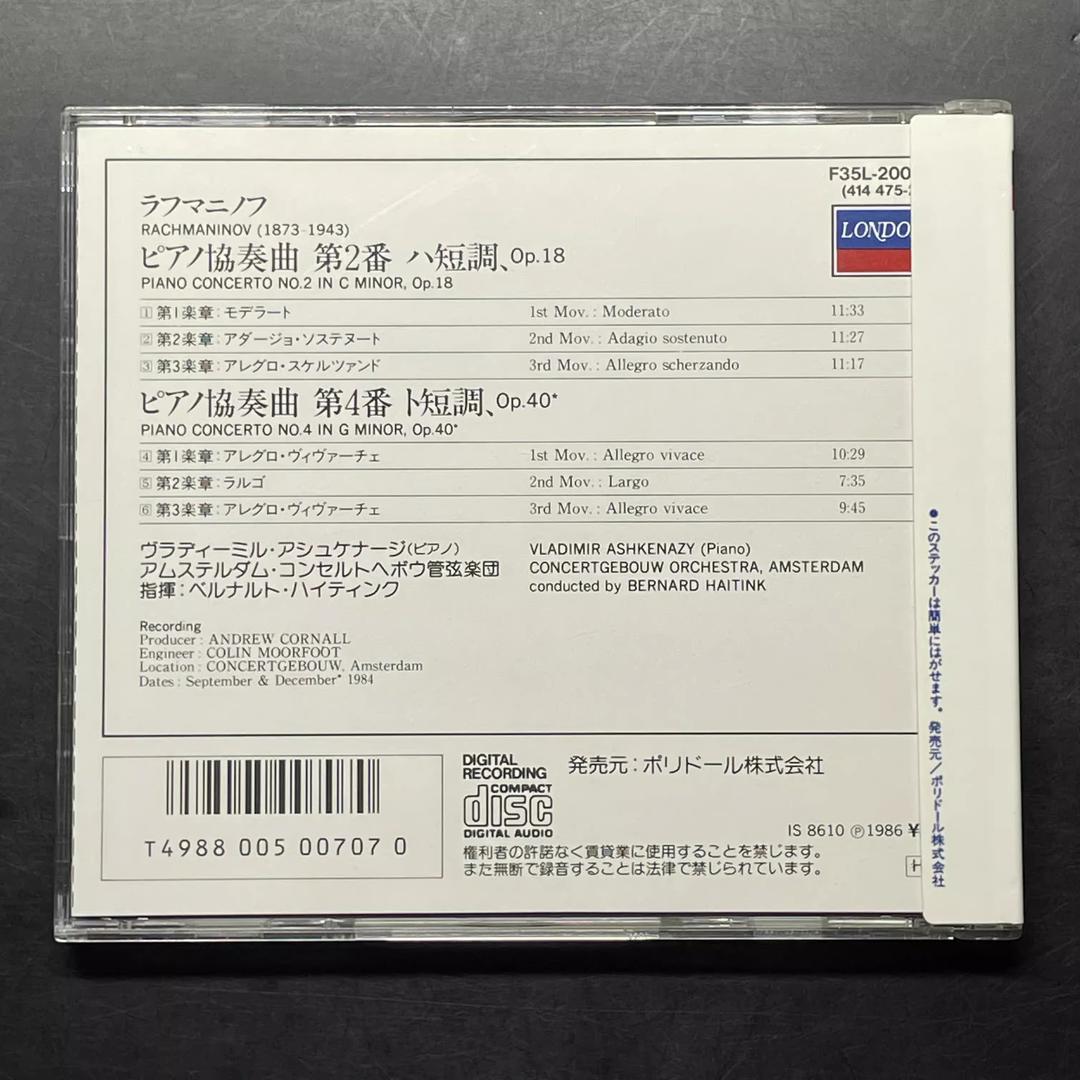 F35L-200
(414 475-
LONDO
ラフマニノフ
RACHMANINOV (1873-1943)
ピアノ協奏曲 第2番 ハ短調、Op.18
PIANO CONCERTO NO.2 IN C MINOR, Op.18
1 第1楽章：モデラート 1st Mov.: Moderato 11:33
2 第2楽章：アダージョ・ソステヌート 2nd Mov.: Adagio sostenuto 11:27
3 第3楽章：アレグロ・スケルツァンド 3rd Mov.: Allegro scherzando 11:17
ピアノ協奏曲 第4番 ト短調、Op.40*
PIANO CONCERTO NO.4 IN G MINOR, Op.40*
4 第1楽章：アレグロ・ヴィヴァーチェ 1st Mov.: Allegro vivace 10:29
5 第2楽章：ラルゴ 2nd Mov.: Largo 7:35
6 第3楽章：アレグロ・ヴィヴァーチェ 3rd Mov.: Allegro vivace 9:45
ヴラディーミル・アシュケナージ(ピアノ)
アムステルダム・コンセルトヘボウ管弦楽団
指揮：ベルナルト・ハイティンク
VLADIMIR ASHKENAZY (Piano)
CONCERTGEBOUW ORCHESTRA, AMSTERDAM
conducted by BERNARD HAITINK
Recording
Producer: ANDREW CORNALL
Engineer: COLIN MOORFOOT
Location: CONCERTGEBOUW, Amsterdam
Dates: September & December* 1984
T4988 005 00707 0
DIGITAL
RECORDING
COMPACT
disc
DIGITAL AUDIO
発売元：ポリドール株式会社
IS 8610 ℗1986 ¥
権利者の許諾なく賃貸業に使用することを禁じます。
また無断で録音することは法律で禁じられています。
●このステッカーは簡単にはがせます。 発売元／ポリドール株式会社